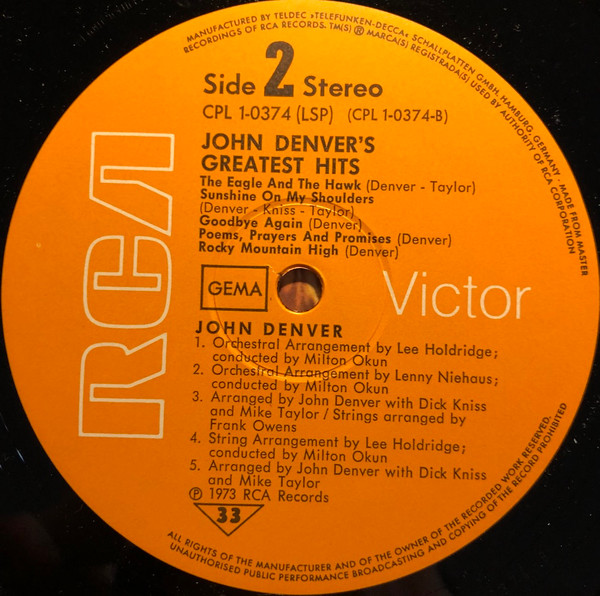 MANUFACTURED BY TELDEC »TELEFUNKEN-DECCA« SCHALLPLATTEN GMBH, HAMBURG, GERMANY · MADE FROM MASTER
RECORDINGS OF RCA RECORDS. TM(S) ® MARCA(S) REGISTRADA(S) USED BY AUTHORITY OF RCA CORPORATION
Side 2 Stereo
CPL 1-0374 (LSP) (CPL 1-0374-B)
JOHN DENVER'S
GREATEST HITS
The Eagle And The Hawk (Denver - Taylor)
Sunshine On My Shoulders
(Denver - Kniss - Taylor)
Goodbye Again (Denver)
Poems, Prayers And Promises (Denver)
Rocky Mountain High (Denver)
RCA
GEMA
Victor
JOHN DENVER
1. Orchestral Arrangement by Lee Holdridge;
conducted by Milton Okun
2. Orchestral Arrangement by Lenny Niehaus;
conducted by Milton Okun
3. Arranged by John Denver with Dick Kniss
and Mike Taylor / Strings arranged by
Frank Owens
4. String Arrangement by Lee Holdridge;
conducted by Milton Okun
5. Arranged by John Denver with Dick Kniss
and Mike Taylor
℗ 1973 RCA Records
33
ALL RIGHTS OF THE MANUFACTURER AND OF THE OWNER OF THE RECORDED WORK RESERVED.
UNAUTHORISED PUBLIC PERFORMANCE BROADCASTING AND COPYING OF THE RECORD PROHIBITED